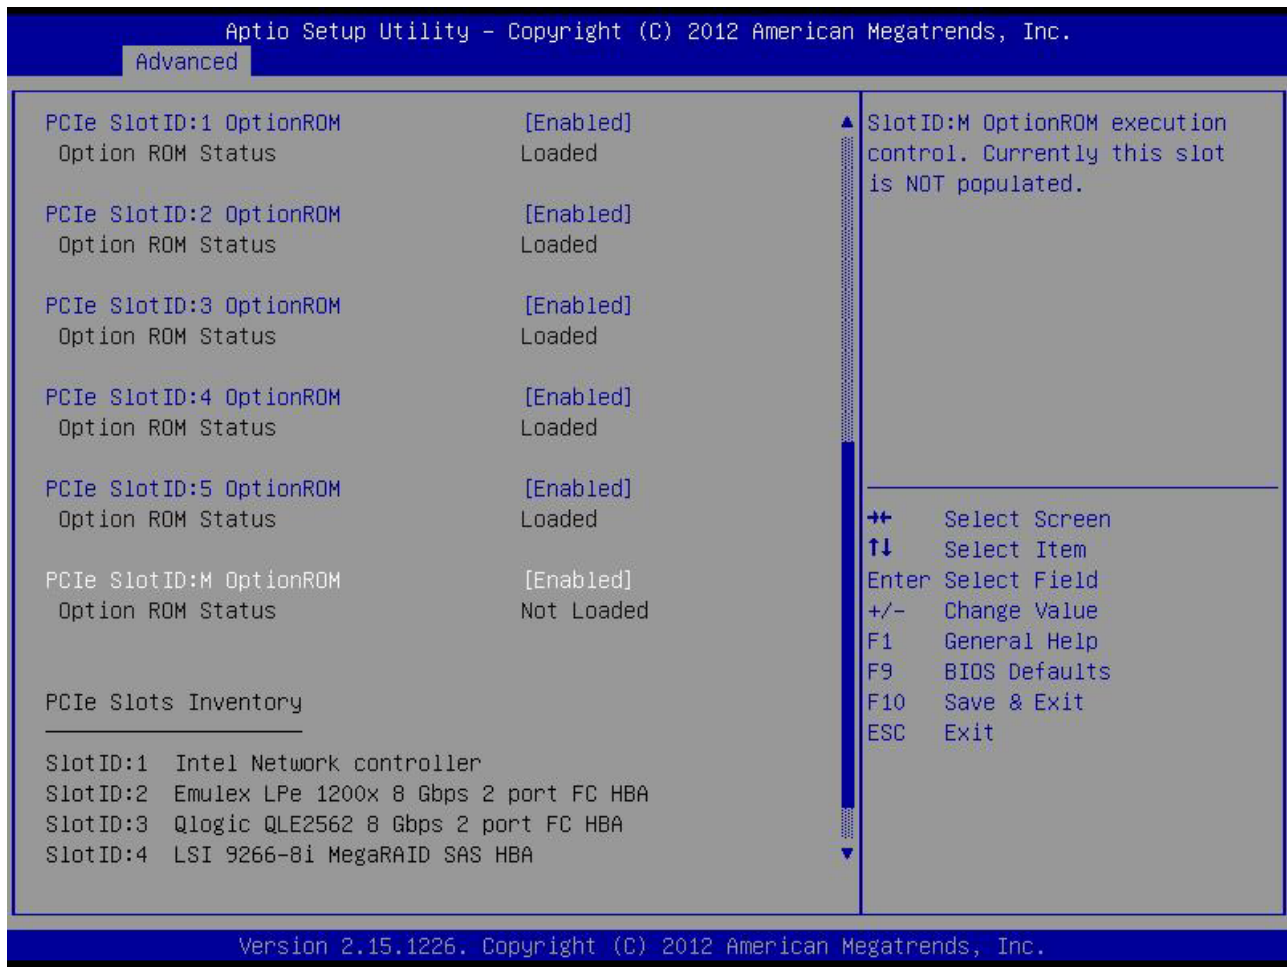 Aptio Setup Utility – Copyright (C) 2012 American Megatrends, Inc.
Advanced
PCIe SlotID:1 OptionROM [Enabled]
Option ROM Status Loaded
PCIe SlotID:2 OptionROM [Enabled]
Option ROM Status Loaded
PCIe SlotID:3 OptionROM [Enabled]
Option ROM Status Loaded
PCIe SlotID:4 OptionROM [Enabled]
Option ROM Status Loaded
PCIe SlotID:5 OptionROM [Enabled]
Option ROM Status Loaded
PCIe SlotID:M OptionROM [Enabled]
Option ROM Status Not Loaded
PCIe Slots Inventory
SlotID:1 Intel Network controller
SlotID:2 Emulex LPe 1200x 8 Gbps 2 port FC HBA
SlotID:3 Qlogic QLE2562 8 Gbps 2 port FC HBA
SlotID:4 LSI 9266-8i MegaRAID SAS HBA
SlotID:M OptionROM execution
control. Currently this slot
is NOT populated.
→← Select Screen
↑↓ Select Item
Enter Select Field
+/- Change Value
F1 General Help
F9 BIOS Defaults
F10 Save & Exit
ESC Exit
Version 2.15.1226. Copyright (C) 2012 American Megatrends, Inc.